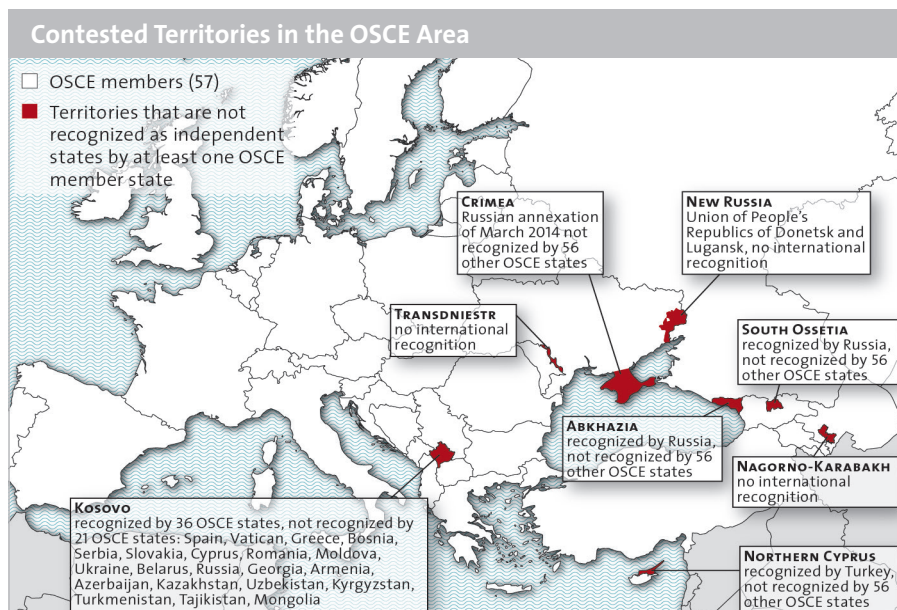 Contested Territories in the OSCE Area
OSCE members (57)
Territories that are not
recognized as independent
states by at least one OSCE
member state
CRIMEA
Russian annexation
of March 2014 not
recognized by 56
other OSCE states
NEW RUSSIA
Union of People's
Republics of Donetsk and
Lugansk, no international
recognition
TRANSDNIESTR
no international
recognition
SOUTH OSSETIA
recognized by Russia,
not recognized by 56
other OSCE states
ABKHAZIA
recognized by Russia,
not recognized by 56
other OSCE states
NAGORNO-KARABAKH
no international
recognition
KOSOVO
recognized by 36 OSCE states, not recognized by
21 OSCE states: Spain, Vatican, Greece, Bosnia,
Serbia, Slovakia, Cyprus, Romania, Moldova,
Ukraine, Belarus, Russia, Georgia, Armenia,
Azerbaijan, Kazakhstan, Uzbekistan, Kyrgyzstan,
Turkmenistan, Tajikistan, Mongolia
NORTHERN CYPRUS
recognized by Turkey,
not recognized by 56
other OSCE states